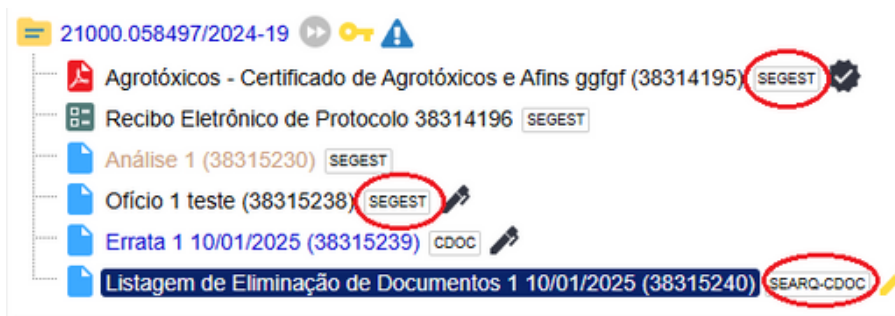 21000.058497/2024-19
Agrotóxicos - Certificado de Agrotóxicos e Afins ggfgf (38314195) SEGEST
Recibo Eletrônico de Protocolo 38314196 SEGEST
Análise 1 (38315230) SEGEST
Ofício 1 teste (38315238) SEGEST
Errata 1 10/01/2025 (38315239) CDOC
Listagem de Eliminação de Documentos 1 10/01/2025 (38315240) SEARQ-CDOC